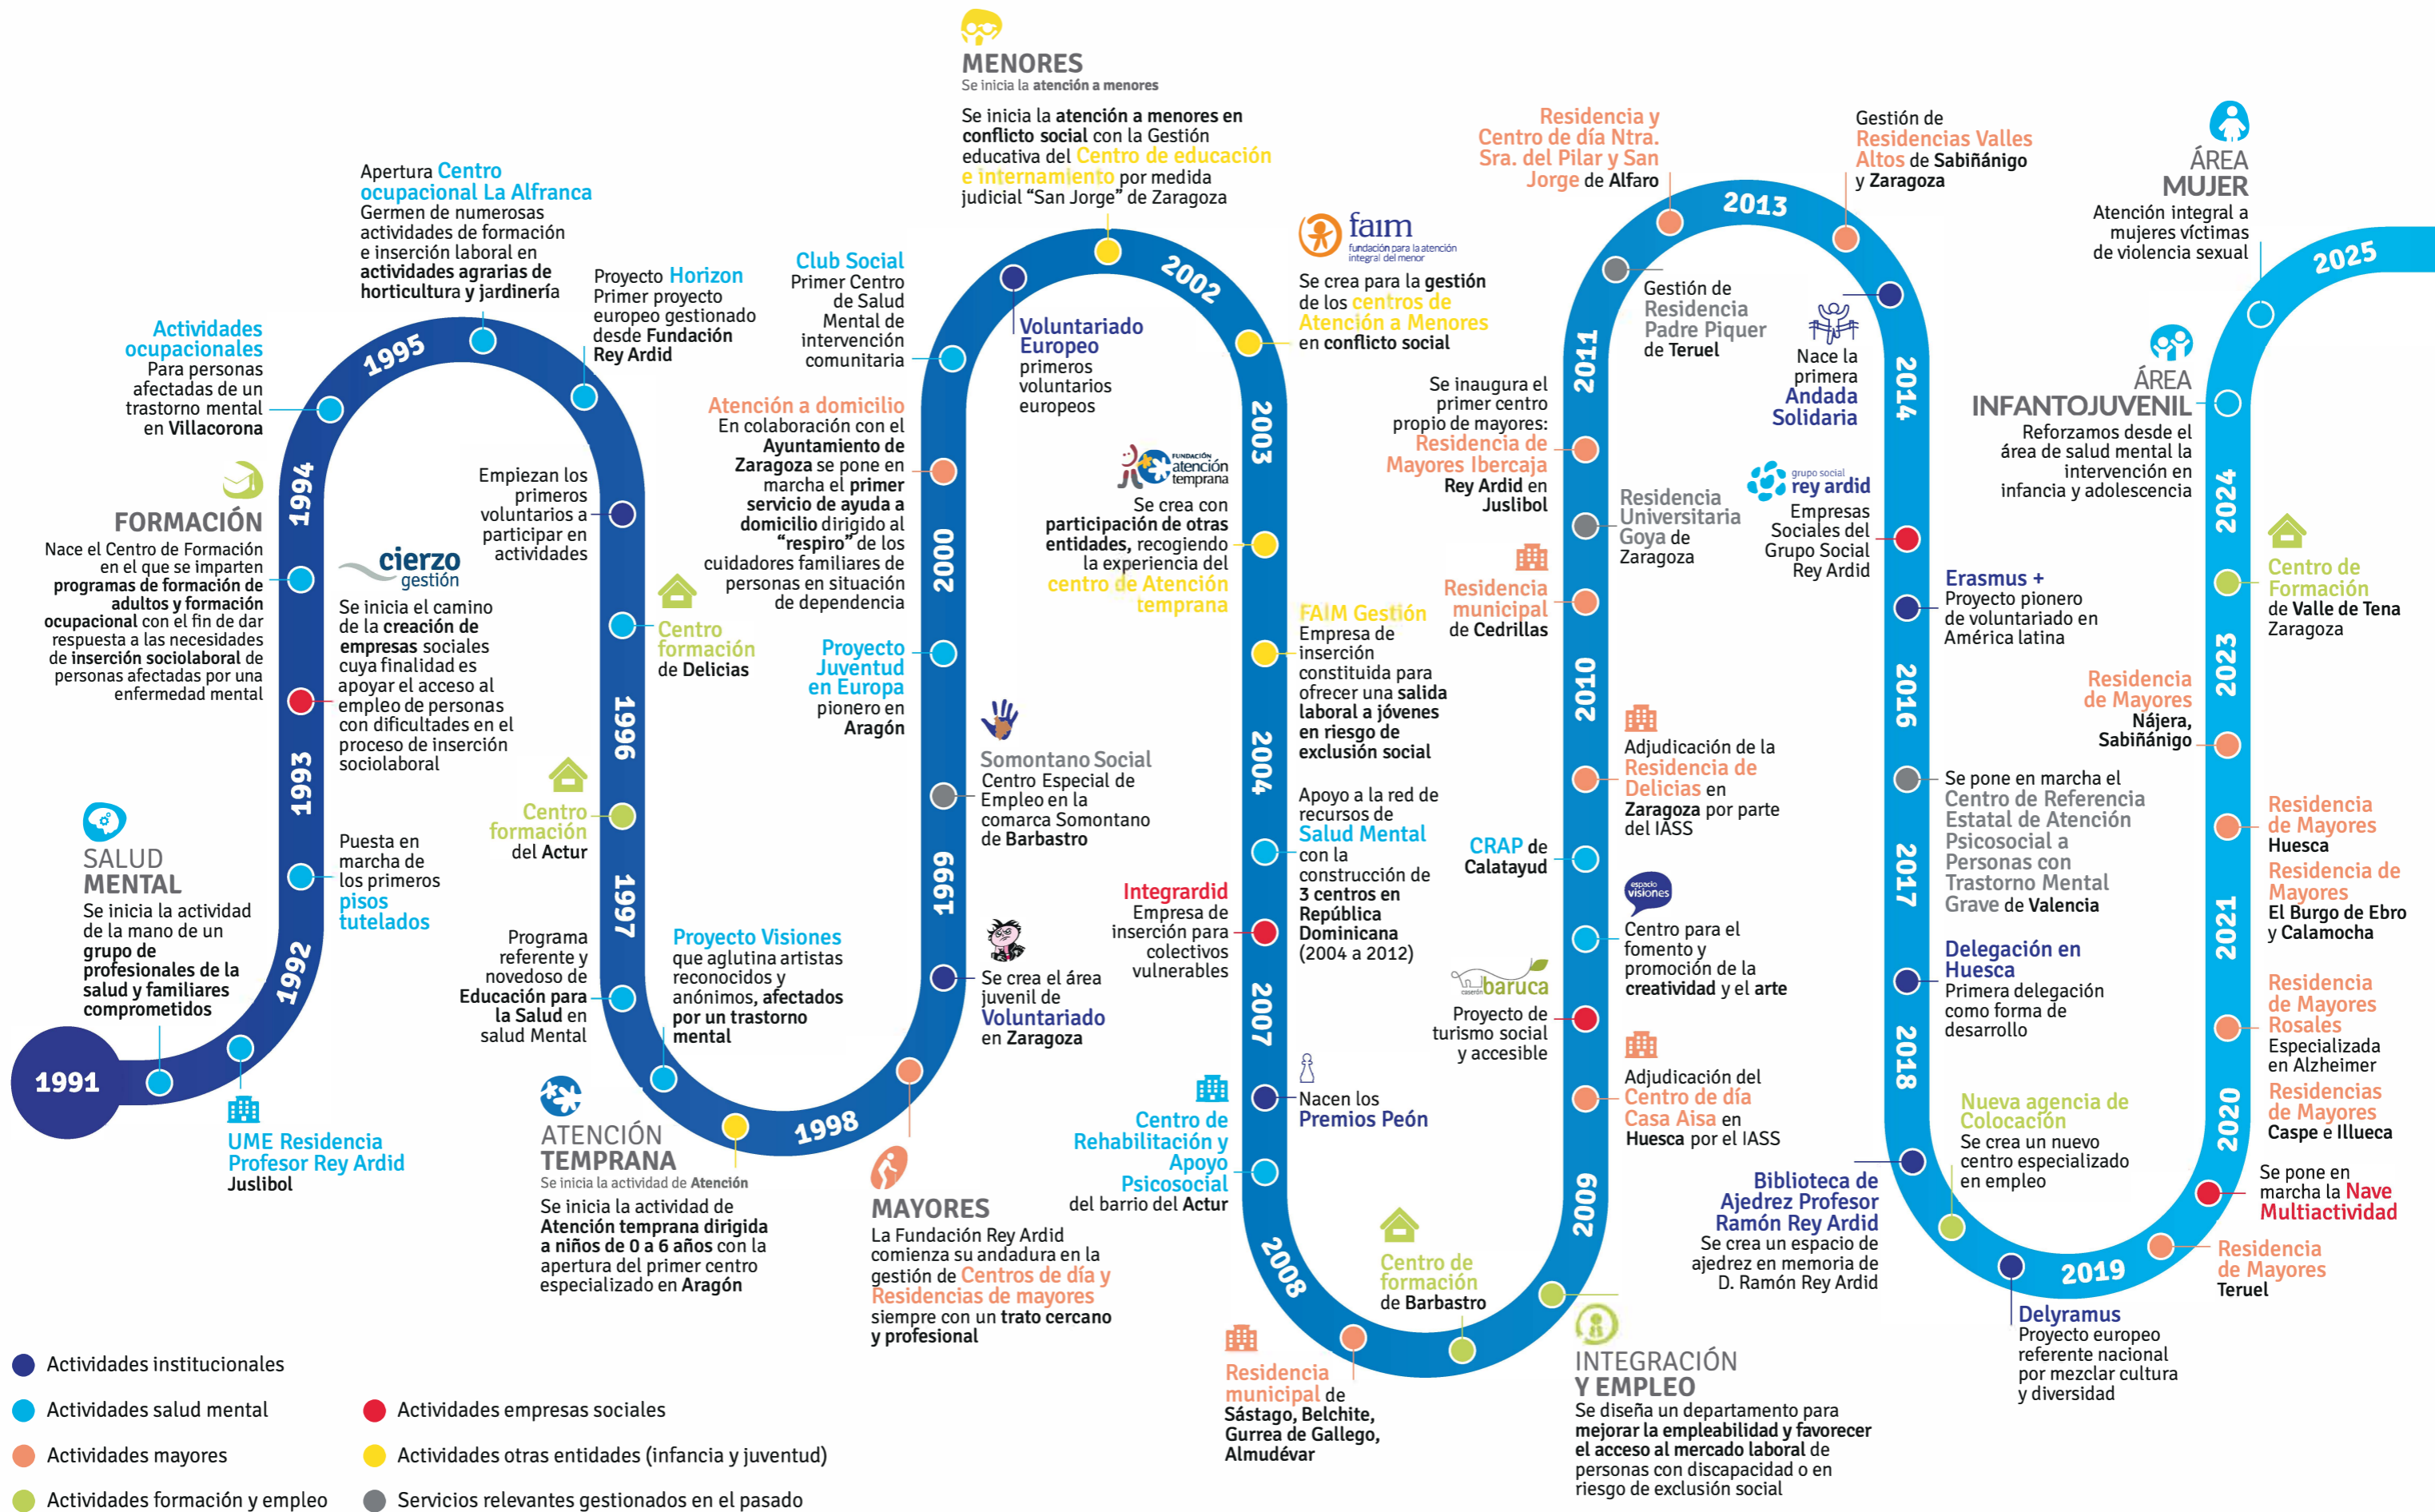 1991
SALUD
MENTAL
Se inicia la actividad
de la mano de un
grupo de
profesionales de la
salud y familiares
comprometidos
UME Residencia
Profesor Rey Ardid
Juslibol
1992
Puesta en
marcha de
los primeros
pisos
tutelados
1993
cierzo
gestión
Se inicia el camino
de la creación de
empresas sociales
cuya finalidad es
apoyar el acceso al
empleo de personas
con dificultades en el
proceso de inserción
sociolaboral
FORMACIÓN
Nace el Centro de Formación
en el que se imparten
programas de formación de
adultos y formación
ocupacional con el fin de dar
respuesta a las necesidades
de inserción sociolaboral de
personas afectadas por una
enfermedad mental
1994
Actividades
ocupacionales
Para personas
afectadas de un
trastorno mental
en Villacorona
1995
Apertura Centro
ocupacional La Alfranca
Germen de numerosas
actividades de formación
e inserción laboral en
actividades agrarias de
horticultura y jardinería
Proyecto Horizon
Primer proyecto
europeo gestionado
desde Fundación
Rey Ardid
Empiezan los
primeros
voluntarios a
participar en
actividades
Centro
formación
de Delicias
1996
Centro
formación
del Actur
1997
Programa
referente y
novedoso de
Educación para
la Salud en
salud Mental
Proyecto Visiones
que aglutina artistas
reconocidos y
anónimos, afectados
por un trastorno
mental
ATENCIÓN
TEMPRANA
Se inicia la actividad de Atención
Se inicia la actividad de
Atención temprana dirigida
a niños de 0 a 6 años con la
apertura del primer centro
especializado en Aragón
1998
MAYORES
La Fundación Rey Ardid
comienza su andadura en la
gestión de Centros de día y
Residencias de mayores
siempre con un trato cercano
y profesional
Se crea el área
juvenil de
Voluntariado
en Zaragoza
1999
Somontano Social
Centro Especial de
Empleo en la
comarca Somontano
de Barbastro
Proyecto
Juventud
en Europa
pionero en
Aragón
2000
Atención a domicilio
En colaboración con el
Ayuntamiento de
Zaragoza se pone en
marcha el primer
servicio de ayuda a
domicilio dirigido al
“respiro” de los
cuidadores familiares de
personas en situación
de dependencia
Club Social
Primer Centro
de Salud
Mental de
intervención
comunitaria
Voluntariado
Europeo
primeros
voluntarios
europeos
MENORES
Se inicia la atención a menores
Se inicia la atención a menores en
conflicto social con la Gestión
educativa del Centro de educación
e internamiento por medida
judicial “San Jorge” de Zaragoza
2002
faim
fundación para la atención
integral del menor
Se crea para la gestión
de los centros de
Atención a Menores
en conflicto social
2003
FUNDACIÓN
atención
temprana
Se crea con
participación de otras
entidades, recogiendo
la experiencia del
centro de Atención
temprana
FAIM Gestión
Empresa de
inserción
constituida para
ofrecer una salida
laboral a jóvenes
en riesgo de
exclusión social
2004
Apoyo a la red de
recursos de
Salud Mental
con la
construcción de
3 centros en
República
Dominicana
(2004 a 2012)
Integrardid
Empresa de
inserción para
colectivos
vulnerables
2007
Nacen los
Premios Peón
Centro de
Rehabilitación y
Apoyo
Psicosocial
del barrio del Actur
2008
Residencia
municipal de
Sástago, Belchite,
Gurrea de Gallego,
Almudévar
Centro de
formación
de Barbastro
INTEGRACIÓN
Y EMPLEO
Se diseña un departamento para
mejorar la empleabilidad y favorecer
el acceso al mercado laboral de
personas con discapacidad o en
riesgo de exclusión social
2009
Adjudicación del
Centro de día
Casa Aisa en
Huesca por el IASS
caserón
baruca
Proyecto de
turismo social
y accesible
espacio
visiones
Centro para el
fomento y
promoción de la
creatividad y el arte
CRAP de
Calatayud
Adjudicación de la
Residencia de
Delicias en
Zaragoza por parte
del IASS
2010
Residencia
municipal
de Cedrillas
Residencia
Universitaria
Goya de
Zaragoza
Se inaugura el
primer centro
propio de mayores:
Residencia de
Mayores Ibercaja
Rey Ardid en
Juslibol
2011
Gestión de
Residencia
Padre Piquer
de Teruel
Residencia y
Centro de día Ntra.
Sra. del Pilar y San
Jorge de Alfaro
2013
Gestión de
Residencias Valles
Altos de Sabiñánigo
y Zaragoza
Nace la
primera
Andada
Solidaria
2014
grupo social
rey ardid
Empresas
Sociales del
Grupo Social
Rey Ardid
Erasmus +
Proyecto pionero
de voluntariado en
América latina
2016
Se pone en marcha el
Centro de Referencia
Estatal de Atención
Psicosocial a
Personas con
Trastorno Mental
Grave de Valencia
2017
Delegación en
Huesca
Primera delegación
como forma de
desarrollo
2018
Biblioteca de
Ajedrez Profesor
Ramón Rey Ardid
Se crea un espacio de
ajedrez en memoria de
D. Ramón Rey Ardid
Nueva agencia de
Colocación
Se crea un nuevo
centro especializado
en empleo
Delyramus
Proyecto europeo
referente nacional
por mezclar cultura
y diversidad
2019
Residencia
de Mayores
Teruel
Se pone en
marcha la Nave
Multiactividad
2020
Residencias
de Mayores
Caspe e Illueca
Residencia
de Mayores
Rosales
Especializada
en Alzheimer
2021
Residencia de
Mayores
El Burgo de Ebro
y Calamocha
Residencia
de Mayores
Huesca
Residencia
de Mayores
Nájera,
Sabiñánigo
2023
Centro de
Formación
de Valle de Tena
Zaragoza
2024
ÁREA
INFANTOJUVENIL
Reforzamos desde el
área de salud mental la
intervención en
infancia y adolescencia
ÁREA
MUJER
Atención integral a
mujeres víctimas
de violencia sexual
2025
Actividades institucionales
Actividades salud mental
Actividades mayores
Actividades formación y empleo
Actividades empresas sociales
Actividades otras entidades (infancia y juventud)
Servicios relevantes gestionados en el pasado